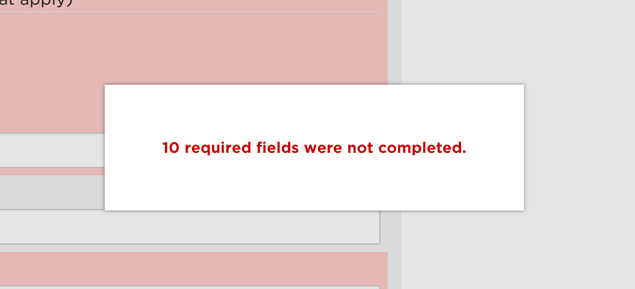 at apply)
10 required fields were not completed.